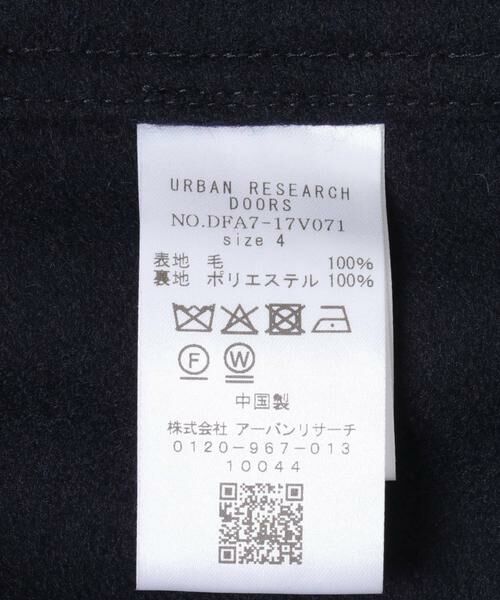 URBAN RESEARCH
DOORS
NO.DFA7-17V071
size 4
表地 毛 100%
裏地 ポリエステル 100%
F W
中国製
株式会社 アーバンリサーチ
0120-967-013
10044